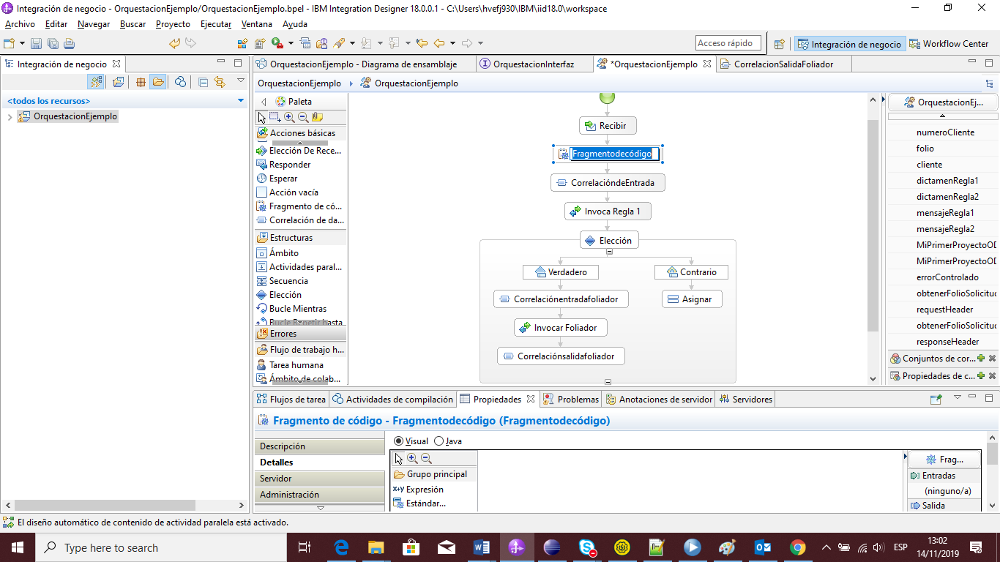 Integración de negocio - OrquestacionEjemplo/OrquestacionEjemplo.bpel - IBM Integration Designer 18.0.0.1 - C:\Users\hvefj930\IBM\iid18.0\workspace
Archivo Editar Navegar Buscar Proyecto Ejecutar Ventana Ayuda
Acceso rápido Integración de negocio Workflow Center
Integración de negocio
<todos los recursos>
OrquestacionEjemplo
OrquestacionEjemplo - Diagrama de ensamblaje OrquestacionInterfaz *OrquestacionEjemplo CorrelacionSalidaFoliador
OrquestacionEjemplo OrquestacionEjemplo
Paleta
Acciones básicas
Elección De Rece...
Responder
Esperar
Acción vacía
Fragmento de có...
Correlación de da...
Estructuras
Ámbito
Actividades paral...
Secuencia
Elección
Bucle Mientras
Bucle Repetir hasta
Errores
Flujo de trabajo h...
Tarea humana
Ámbito de colab...
Recibir
Fragmentodecódigo
CorrelacióndeEntrada
Invoca Regla 1
Elección
Verdadero Contrario
Correlaciónentradafoliador Asignar
Invocar Foliador
Correlaciónsalidafoliador
OrquestacionEj...
numeroCliente
folio
cliente
dictamenRegla1
dictamenRegla2
mensajeRegla1
mensajeRegla2
MiPrimerProyectoOD
MiPrimerProyectoOD
errorControlado
obtenerFolioSolicitud
requestHeader
obtenerFolioSolicitud
responseHeader
Conjuntos de cor...
Propiedades de c...
Flujos de tarea Actividades de compilación Propiedades Problemas Anotaciones de servidor Servidores
Fragmento de código - Fragmentodecódigo (Fragmentodecódigo)
Descripción
Detalles
Servidor
Administración
Visual Java
Grupo principal
x+y Expresión
Estándar...
Frag...
Entradas
(ninguno/a)
Salida
El diseño automático de contenido de actividad paralela está activado.
Type here to search
ESP
13:02
14/11/2019